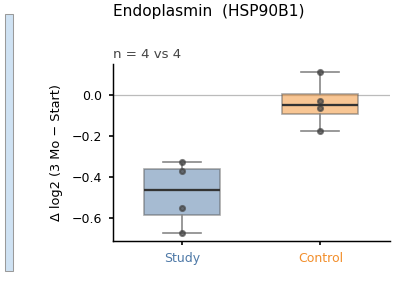 Endoplasmin (HSP90B1)
n = 4 vs 4
Δ log2 (3 Mo − Start)
0.0
−0.2
−0.4
−0.6
Study
Control